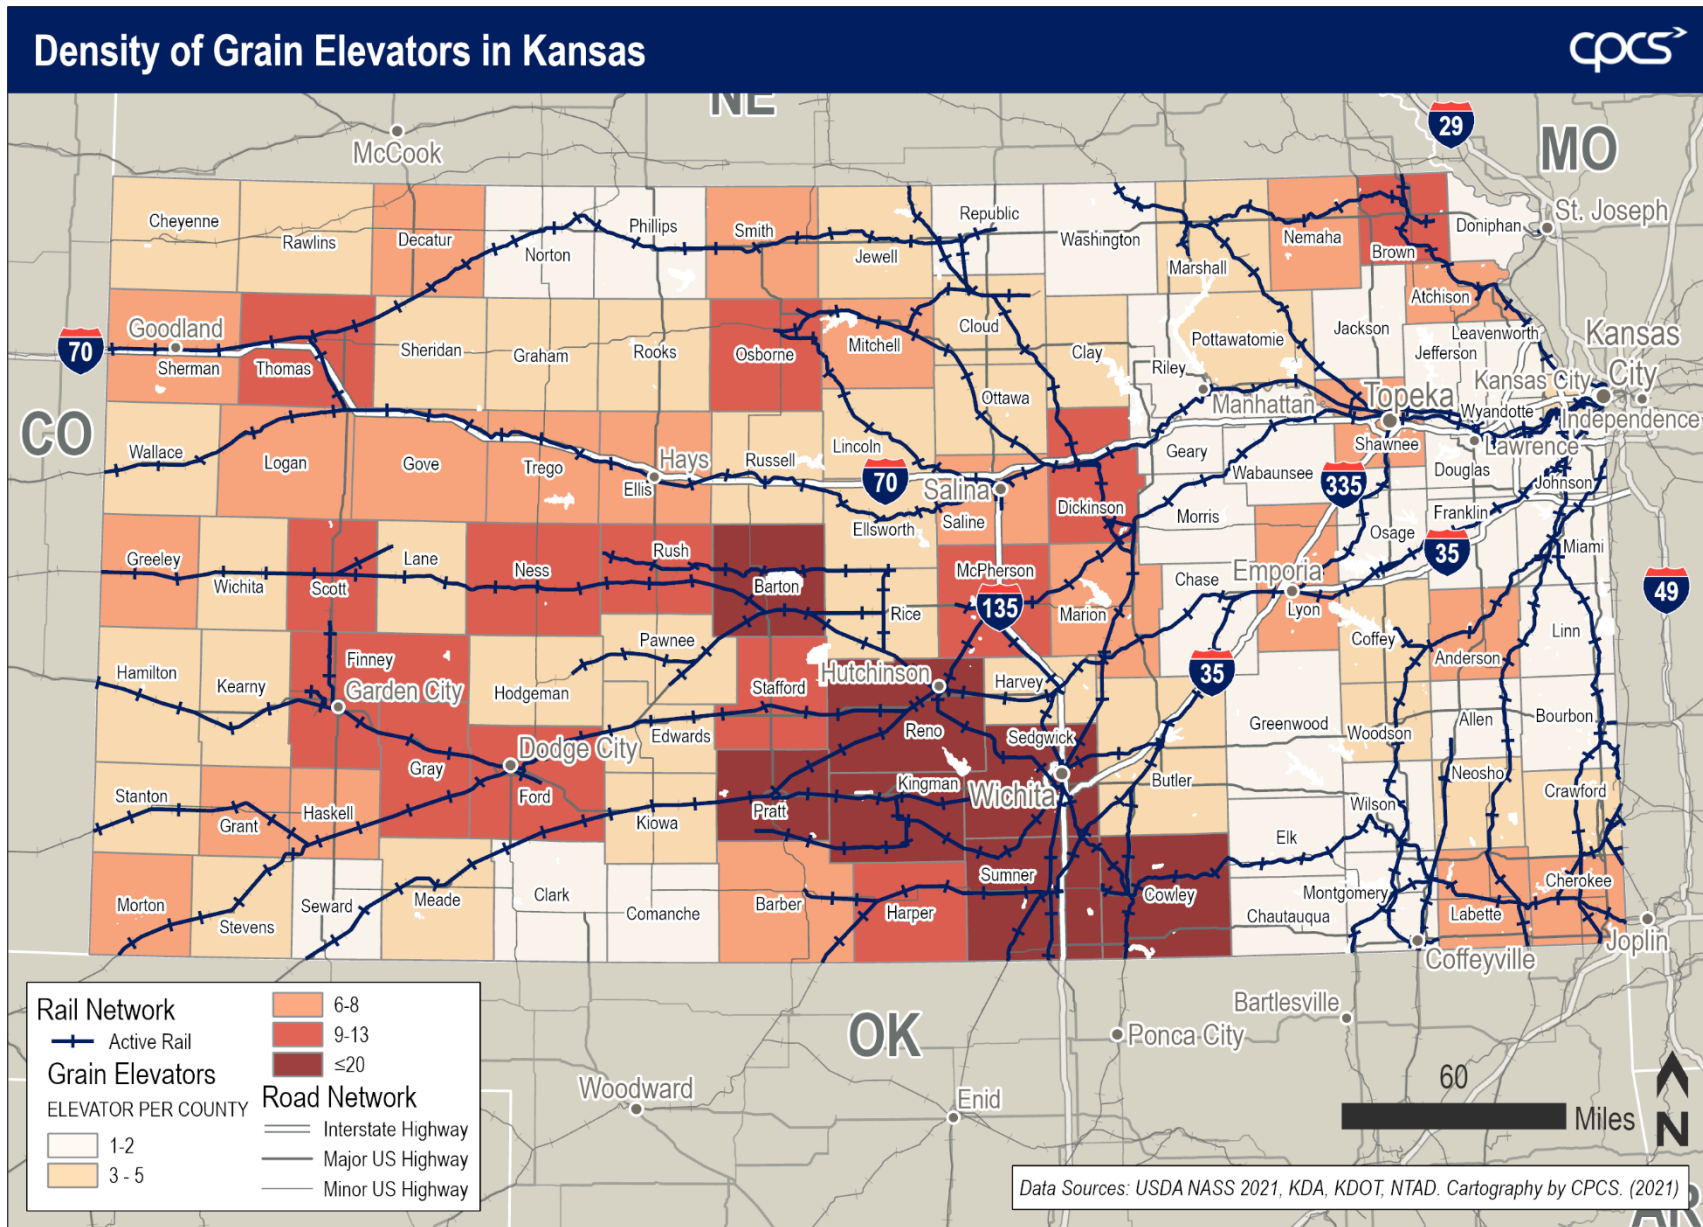 Density of Grain Elevators in Kansas
cpcs
NE
29
MO
McCook
St. Joseph
Cheyenne
Rawlins
Decatur
Norton
Phillips
Smith
Jewell
Republic
Washington
Marshall
Nemaha
Brown
Doniphan
Atchison
70
Goodland
Sherman
Thomas
Sheridan
Graham
Rooks
Osborne
Mitchell
Cloud
Clay
Riley
Pottawatomie
Jackson
Jefferson
Leavenworth
Kansas
City
Kansas City
Independence
Manhattan
Topeka
Wyandotte
Ottawa
Lincoln
CO
Wallace
Logan
Gove
Trego
Hays
Ellis
Russell
70
Salina
Saline
Ellsworth
Dickinson
Geary
Wabaunsee
335
Shawnee
Lawrence
Douglas
Johnson
Morris
Osage
Franklin
35
Miami
Greeley
Wichita
Scott
Lane
Ness
Rush
Barton
Rice
McPherson
135
Marion
Chase
Emporia
Lyon
Coffey
Anderson
Linn
49
Hamilton
Kearny
Finney
Garden City
Hodgeman
Pawnee
Stafford
Hutchinson
Reno
Harvey
35
Greenwood
Woodson
Allen
Bourbon
Edwards
Sedgwick
Gray
Dodge City
Ford
Stanton
Grant
Haskell
Kiowa
Pratt
Kingman
Wichita
Butler
Elk
Wilson
Neosho
Crawford
Morton
Stevens
Seward
Meade
Clark
Comanche
Barber
Harper
Sumner
Cowley
Chautauqua
Montgomery
Labette
Cherokee
Coffeyville
Joplin
Rail Network
Active Rail
Grain Elevators
ELEVATOR PER COUNTY
1-2
3 - 5
6-8
9-13
≤20
Road Network
Interstate Highway
Major US Highway
Minor US Highway
OK
Woodward
Enid
Ponca City
Bartlesville
60
Miles
N
Data Sources: USDA NASS 2021, KDA, KDOT, NTAD. Cartography by CPCS. (2021)
AR